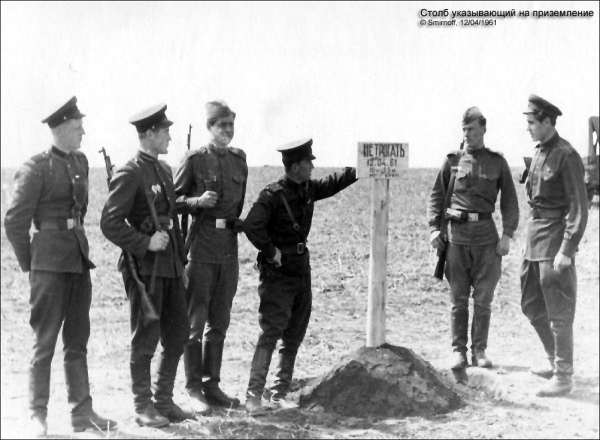 Столб указывающий на приземление
© Smirnoff, 12/04/1961
НЕ ТРОГАТЬ
12.04.61